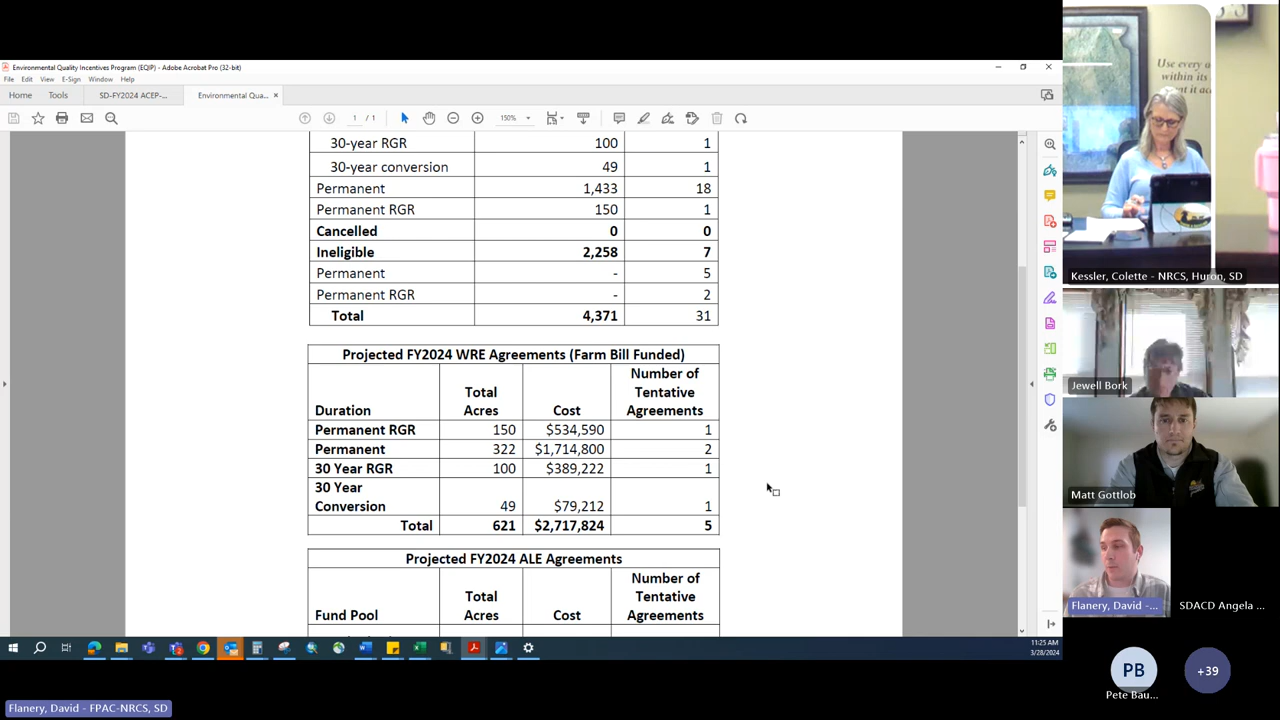 Environmental Quality Incentives Program (EQIP) - Adobe Acrobat Pro (32-bit)
File Edit View E-Sign Window Help
Home Tools SD-FY2024 ACEP-... Environmental Qua... ×
1 / 1 150%
30-year RGR 100 1
30-year conversion 49 1
Permanent 1,433 18
Permanent RGR 150 1
Cancelled 0 0
Ineligible 2,258 7
Permanent - 5
Permanent RGR - 2
Total 4,371 31
Projected FY2024 WRE Agreements (Farm Bill Funded)
Duration Total Acres Cost Number of Tentative Agreements
Permanent RGR 150 $534,590 1
Permanent 322 $1,714,800 2
30 Year RGR 100 $389,222 1
30 Year Conversion 49 $79,212 1
Total 621 $2,717,824 5
Projected FY2024 ALE Agreements
Fund Pool Total Acres Cost Number of Tentative Agreements
11:25 AM
3/28/2024
Use every
within its
it ac
Kessler, Colette - NRCS, Huron, SD
Jewell Bork
Matt Gottlob
Flanery, David -...
SDACD Angela ...
PB
Pete Bau...
+39
Flanery, David - FPAC-NRCS, SD